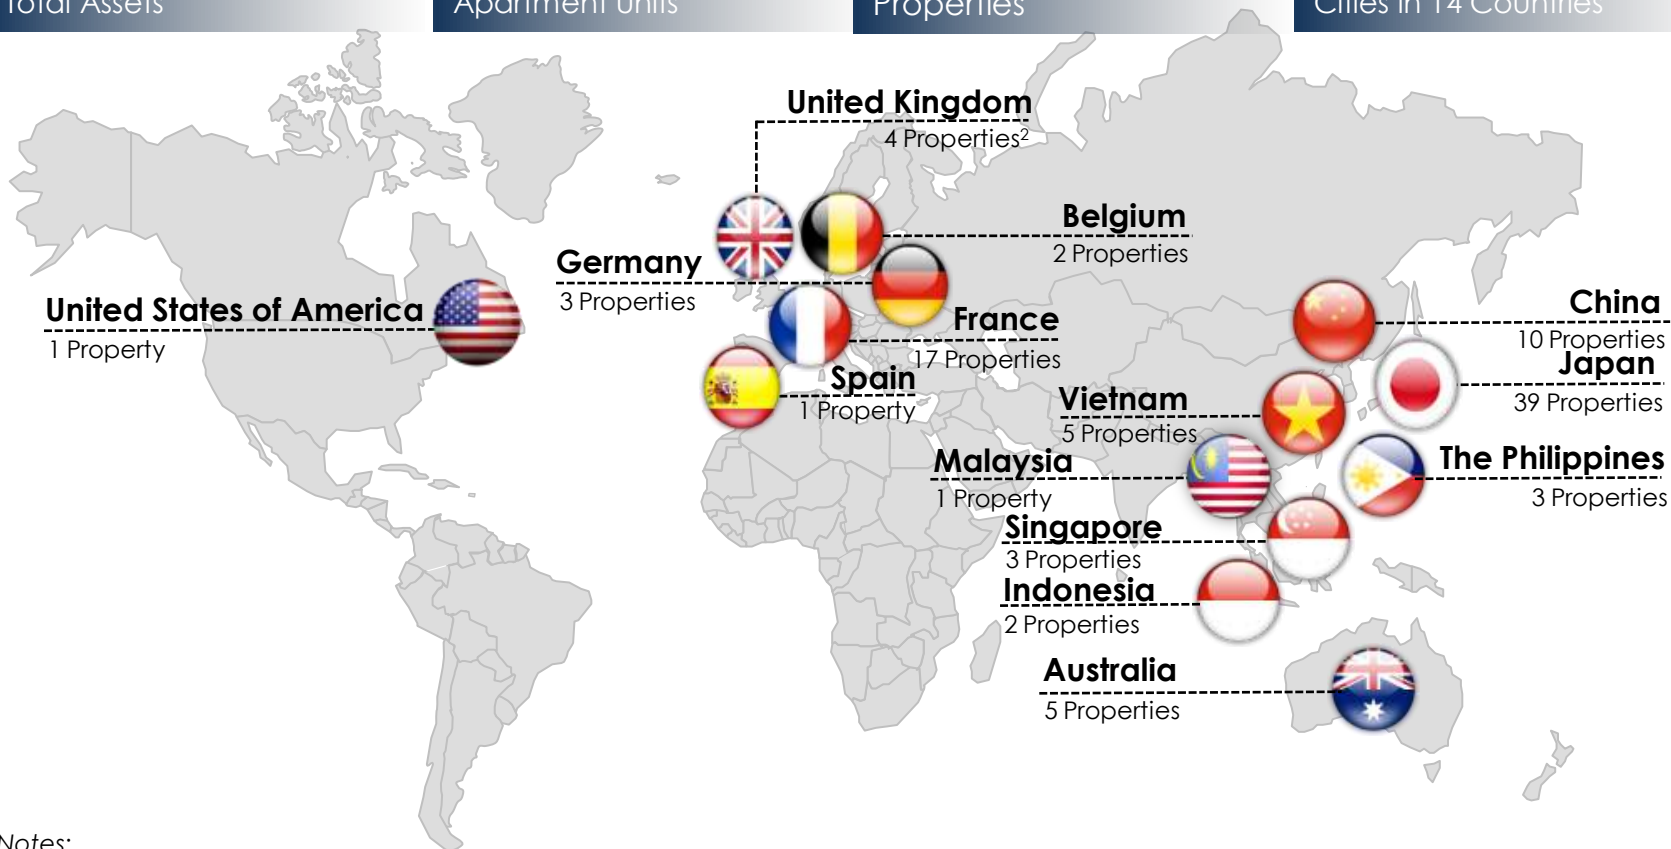 Total Assets
Apartment Units
Properties
Cities in 14 Countries
United Kingdom
4 Properties2
Belgium
2 Properties
Germany
3 Properties
United States of America
1 Property
France
17 Properties
Spain
1 Property
China
10 Properties
Japan
39 Properties
Vietnam
5 Properties
Malaysia
1 Property
The Philippines
3 Properties
Singapore
3 Properties
Indonesia
2 Properties
Australia
5 Properties
Notes: